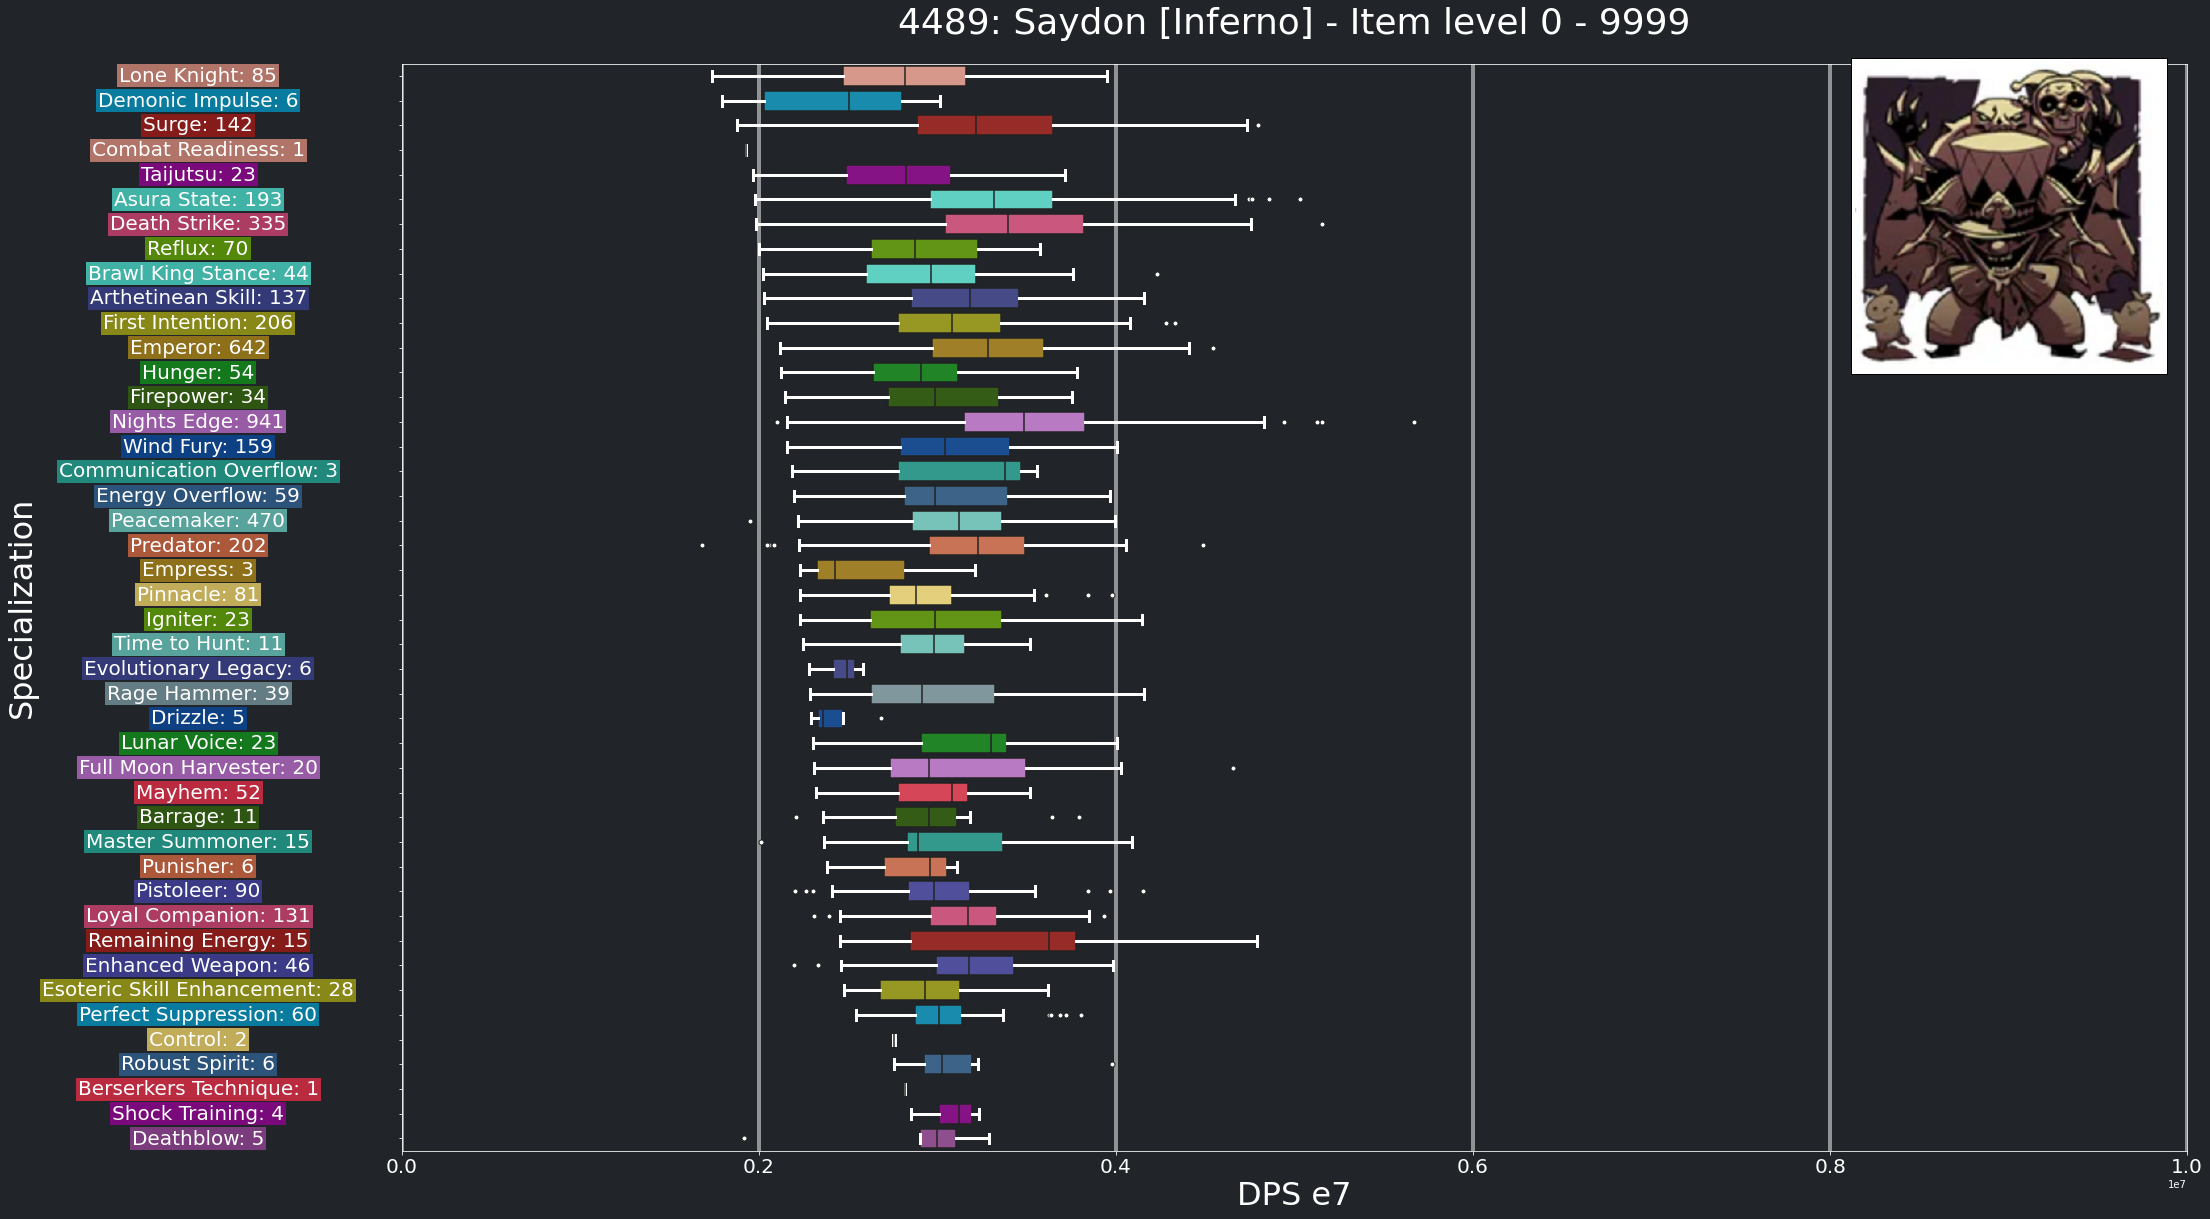 4489: Saydon [Inferno] - Item level 0 - 9999
Specialization
Lone Knight: 85
Demonic Impulse: 6
Surge: 142
Combat Readiness: 1
Taijutsu: 23
Asura State: 193
Death Strike: 335
Reflux: 70
Brawl King Stance: 44
Arthetinean Skill: 137
First Intention: 206
Emperor: 642
Hunger: 54
Firepower: 34
Nights Edge: 941
Wind Fury: 159
Communication Overflow: 3
Energy Overflow: 59
Peacemaker: 470
Predator: 202
Empress: 3
Pinnacle: 81
Igniter: 23
Time to Hunt: 11
Evolutionary Legacy: 6
Rage Hammer: 39
Drizzle: 5
Lunar Voice: 23
Full Moon Harvester: 20
Mayhem: 52
Barrage: 11
Master Summoner: 15
Punisher: 6
Pistoleer: 90
Loyal Companion: 131
Remaining Energy: 15
Enhanced Weapon: 46
Esoteric Skill Enhancement: 28
Perfect Suppression: 60
Control: 2
Robust Spirit: 6
Berserkers Technique: 1
Shock Training: 4
Deathblow: 5
0.0 0.2 0.4 0.6 0.8 1.0
1e7
DPS e7